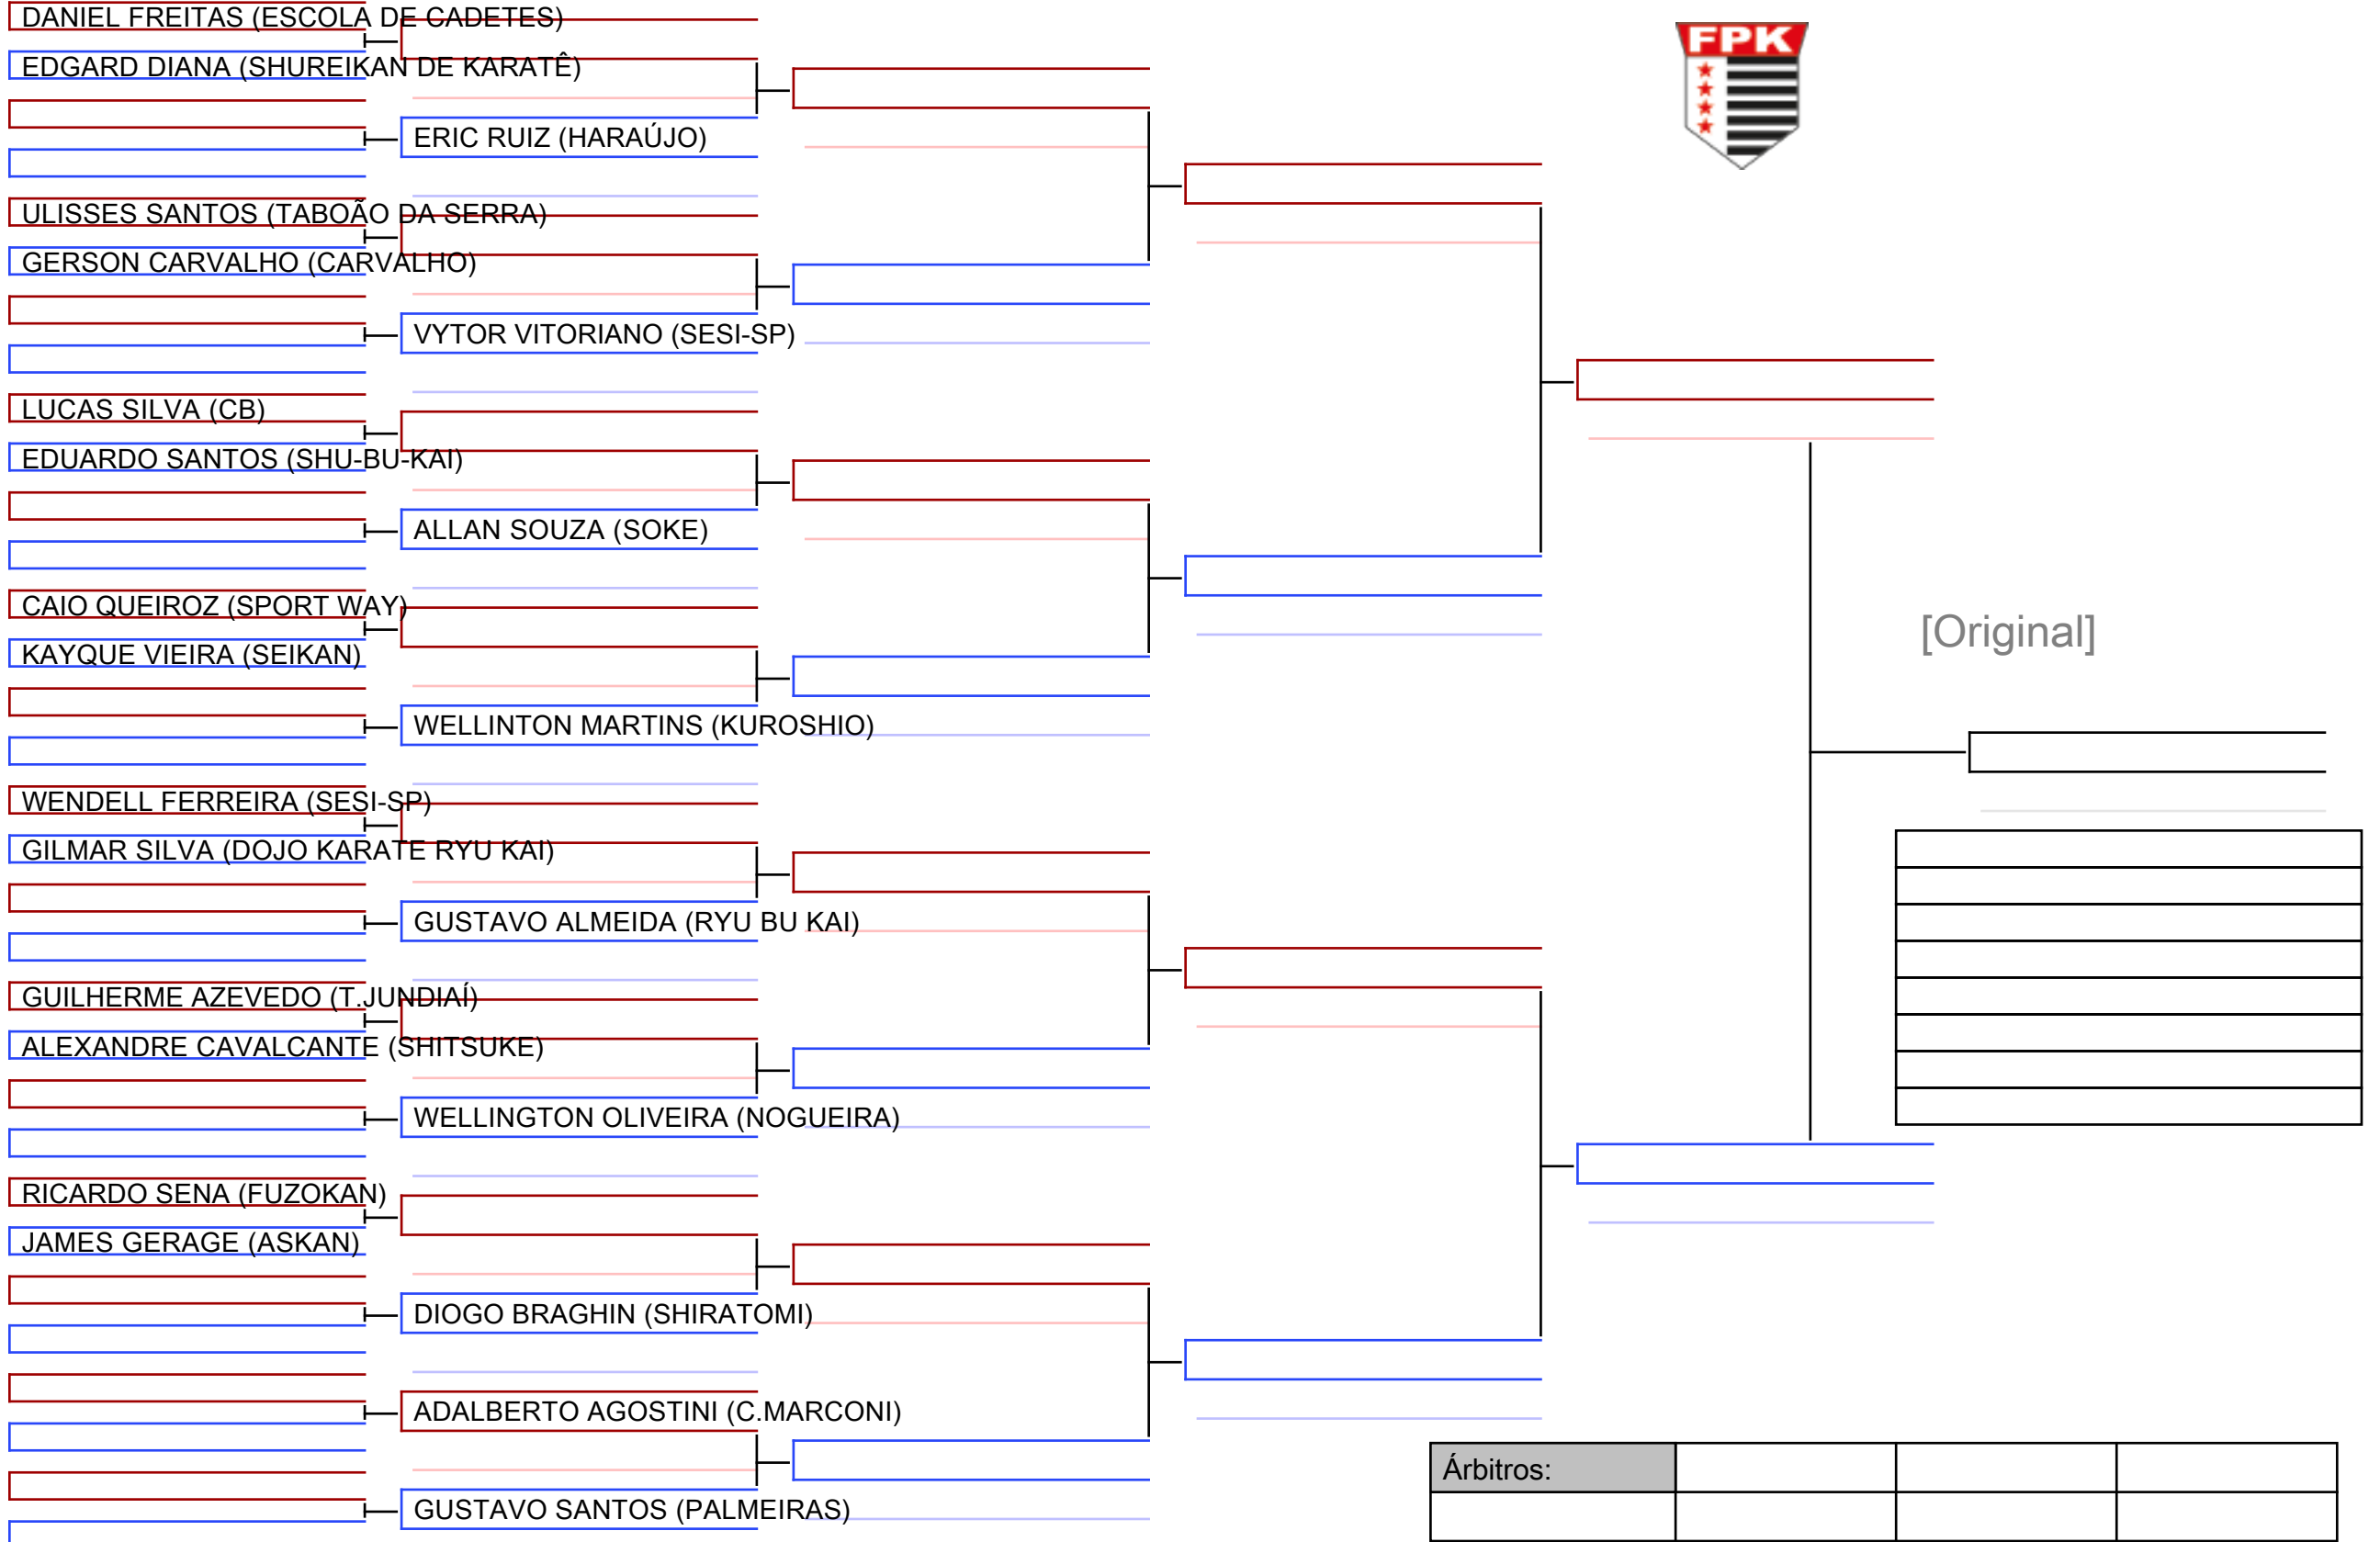 DANIEL FREITAS (ESCOLA DE CADETES)
EDGARD DIANA (SHUREIKAN DE KARATÊ)
ERIC RUIZ (HARAÚJO)
ULISSES SANTOS (TABOÃO DA SERRA)
GERSON CARVALHO (CARVALHO)
VYTOR VITORIANO (SESI-SP)
LUCAS SILVA (CB)
EDUARDO SANTOS (SHU-BU-KAI)
ALLAN SOUZA (SOKE)
CAIO QUEIROZ (SPORT WAY)
KAYQUE VIEIRA (SEIKAN)
WELLINTON MARTINS (KUROSHIO)
WENDELL FERREIRA (SESI-SP)
GILMAR SILVA (DOJO KARATE RYU KAI)
GUSTAVO ALMEIDA (RYU BU KAI)
GUILHERME AZEVEDO (T.JUNDIAÍ)
ALEXANDRE CAVALCANTE (SHITSUKE)
WELLINGTON OLIVEIRA (NOGUEIRA)
RICARDO SENA (FUZOKAN)
JAMES GERAGE (ASKAN)
DIOGO BRAGHIN (SHIRATOMI)
ADALBERTO AGOSTINI (C.MARCONI)
GUSTAVO SANTOS (PALMEIRAS)
FPK
[Original]
Árbitros: